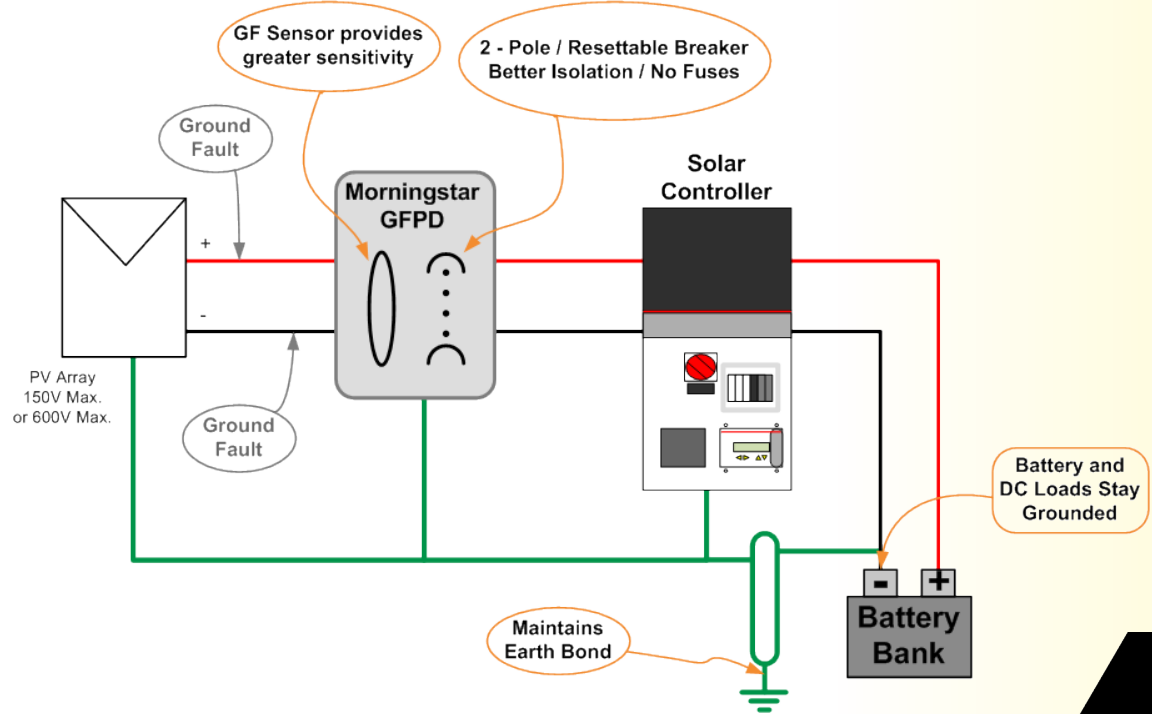 GF Sensor provides
greater sensitivity
2 - Pole / Resettable Breaker
Better Isolation / No Fuses
Ground
Fault
Solar
Controller
Morningstar
GFPD
+
-
PV Array
150V Max.
or 600V Max.
Ground
Fault
Battery and
DC Loads Stay
Grounded
- +
Battery
Bank
Maintains
Earth Bond